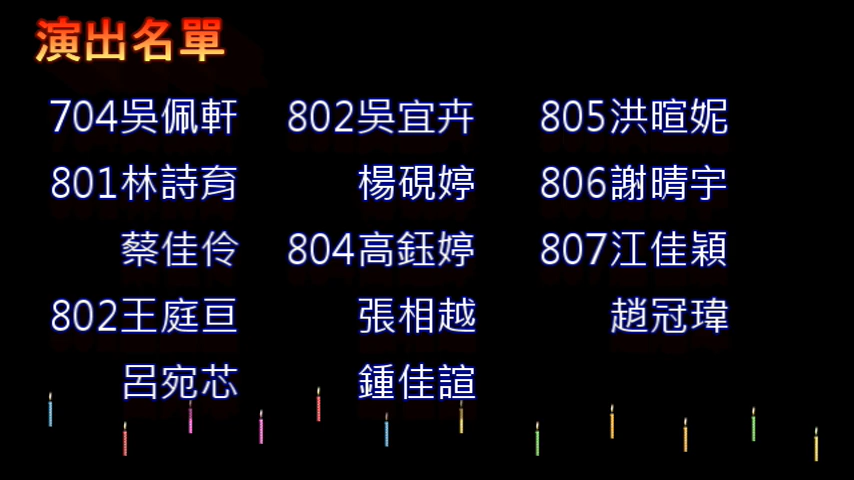 演出名單
704吳佩軒
801林詩育
蔡佳伶
802王庭亘
呂宛芯
802吳宜卉
楊硯婷
804高鈺婷
張相越
鍾佳諠
805洪暄妮
806謝晴宇
807江佳穎
趙冠瑋